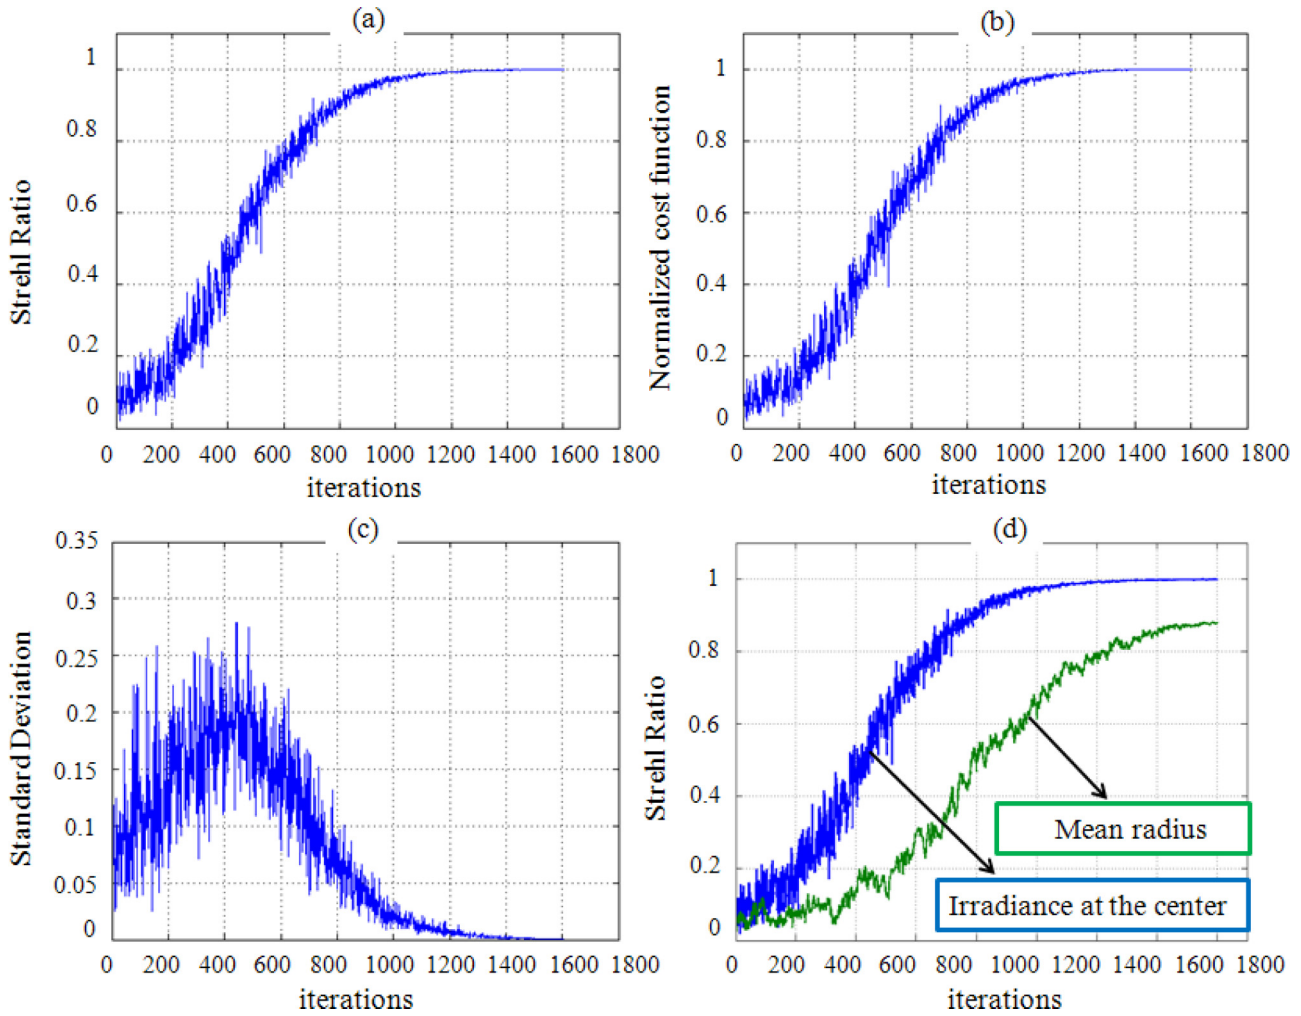 (a)
1
0.8
0.6
0.4
0.2
0
Strehl Ratio
0 200 400 600 800 1000 1200 1400 1600 1800
iterations
(b)
1
0.8
0.6
0.4
0.2
0
Normalized cost function
0 200 400 600 800 1000 1200 1400 1600 1800
iterations
(c)
0.35
0.3
0.25
0.2
0.15
0.1
0.05
0
Standard Deviation
0 200 400 600 800 1000 1200 1400 1600 1800
iterations
(d)
1
0.8
0.6
0.4
0.2
0
Strehl Ratio
Mean radius
Irradiance at the center
0 200 400 600 800 1000 1200 1400 1600 1800
iterations